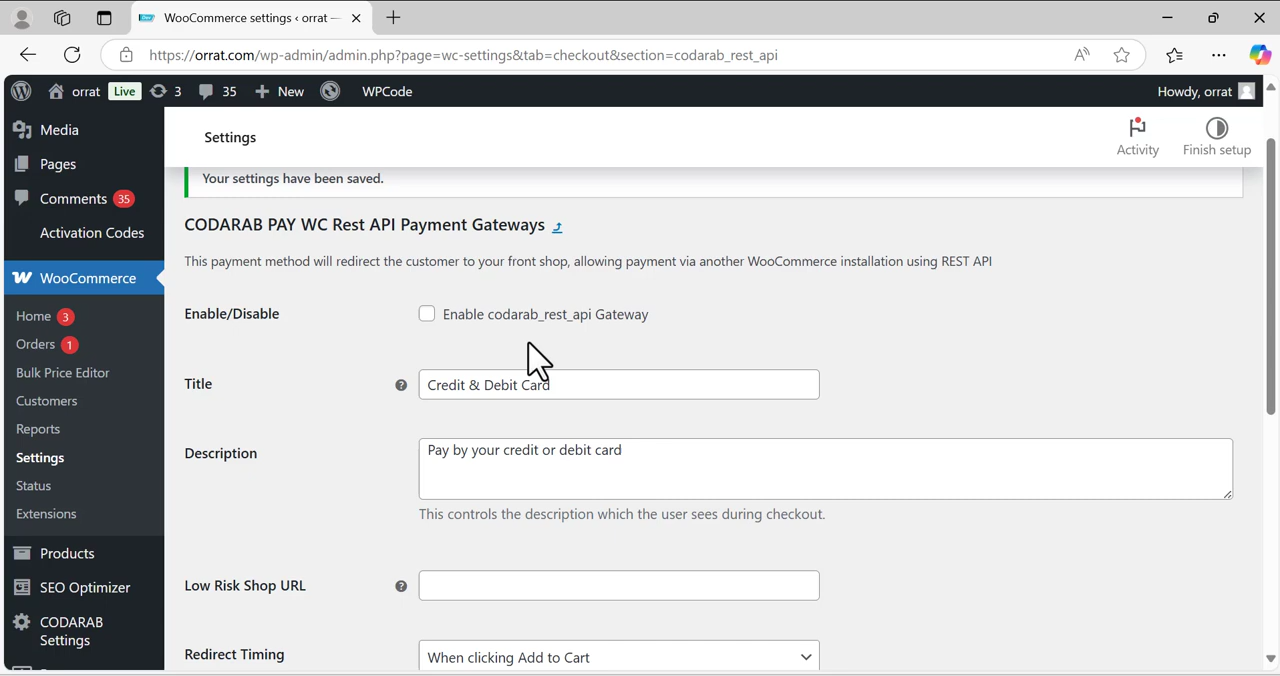 WooCommerce settings ‹ orrat —
https://orrat.com/wp-admin/admin.php?page=wc-settings&tab=checkout&section=codarab_rest_api
orrat Live 3 35 New WPCode Howdy, orrat
Media
Pages
Comments 35
Activation Codes
WooCommerce
Home 3
Orders 1
Bulk Price Editor
Customers
Reports
Settings
Status
Extensions
Products
SEO Optimizer
CODARAB
Settings
Settings
Activity
Finish setup
Your settings have been saved.
CODARAB PAY WC Rest API Payment Gateways
This payment method will redirect the customer to your front shop, allowing payment via another WooCommerce installation using REST API
Enable/Disable
Enable codarab_rest_api Gateway
Title
Credit & Debit Card
Description
Pay by your credit or debit card
This controls the description which the user sees during checkout.
Low Risk Shop URL
Redirect Timing
When clicking Add to Cart